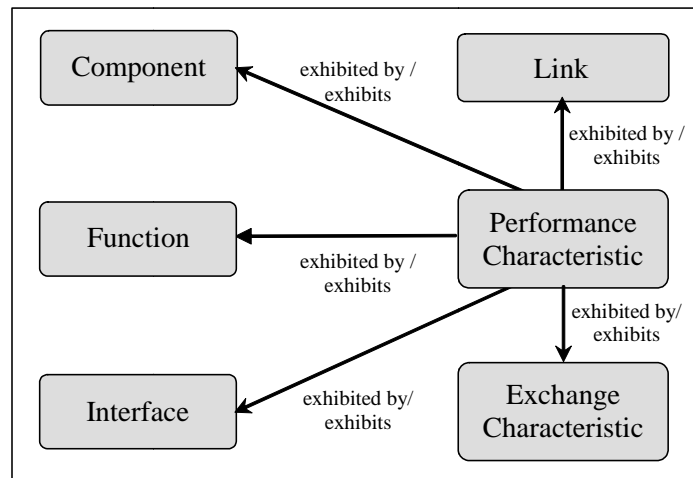 Component
exhibited by /
exhibits
Link
exhibited by /
exhibits
Function
exhibited by /
exhibits
Performance
Characteristic
exhibited by/
exhibits
Interface
exhibited by/
exhibits
Exchange
Characteristic